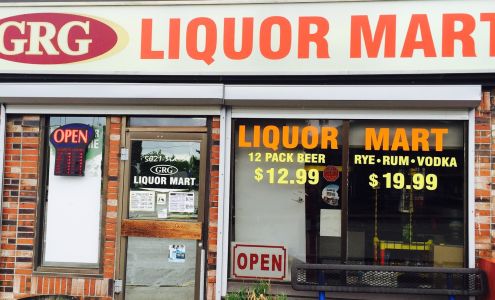 GRG LIQUOR MART
OPEN
GRG
LIQUOR MART
LIQUOR MART
12 PACK BEER
$12.99
RYE • RUM • VODKA
$19.99
OPEN